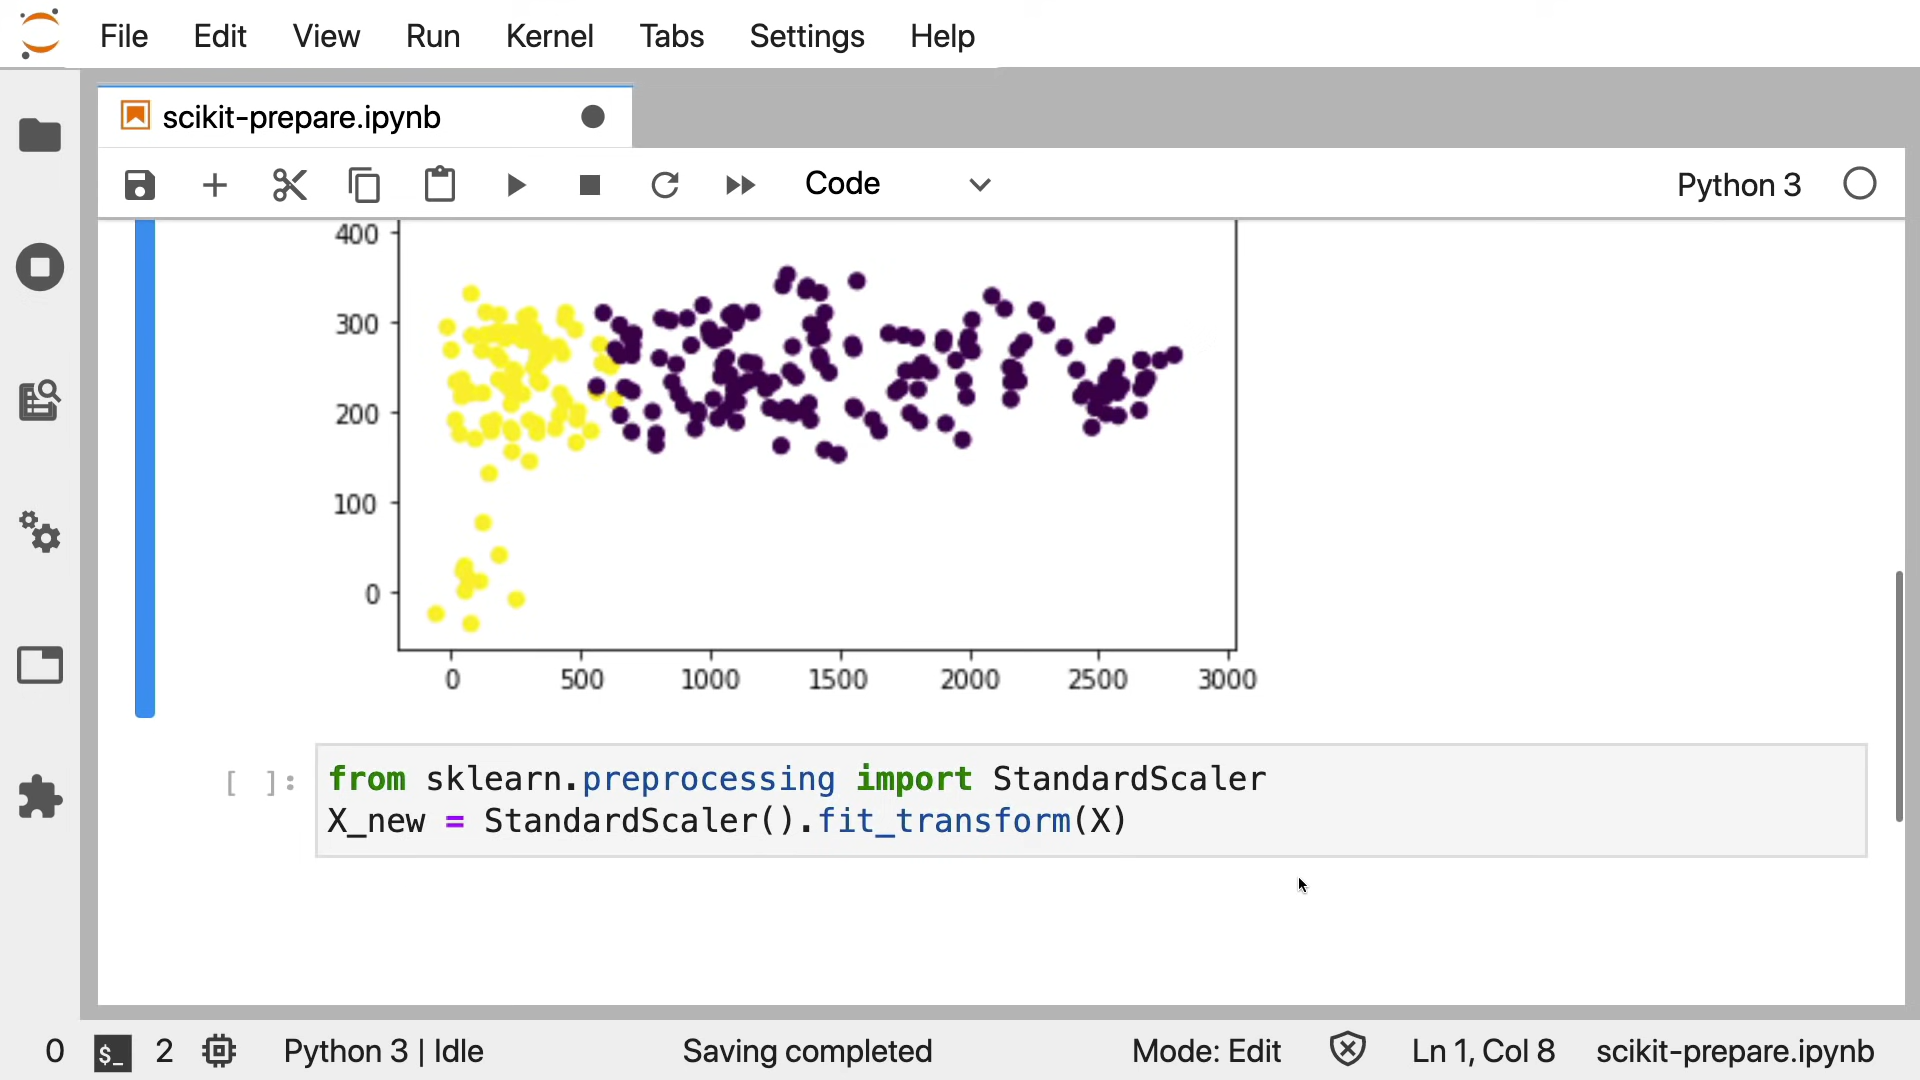 File Edit View Run Kernel Tabs Settings Help
scikit-prepare.ipynb
Code
Python 3
400
300
200
100
0
0 500 1000 1500 2000 2500 3000
[ ]:
from sklearn.preprocessing import StandardScaler
X_new = StandardScaler().fit_transform(X)
0 $_ 2 Python 3 | Idle Saving completed Mode: Edit Ln 1, Col 8 scikit-prepare.ipynb